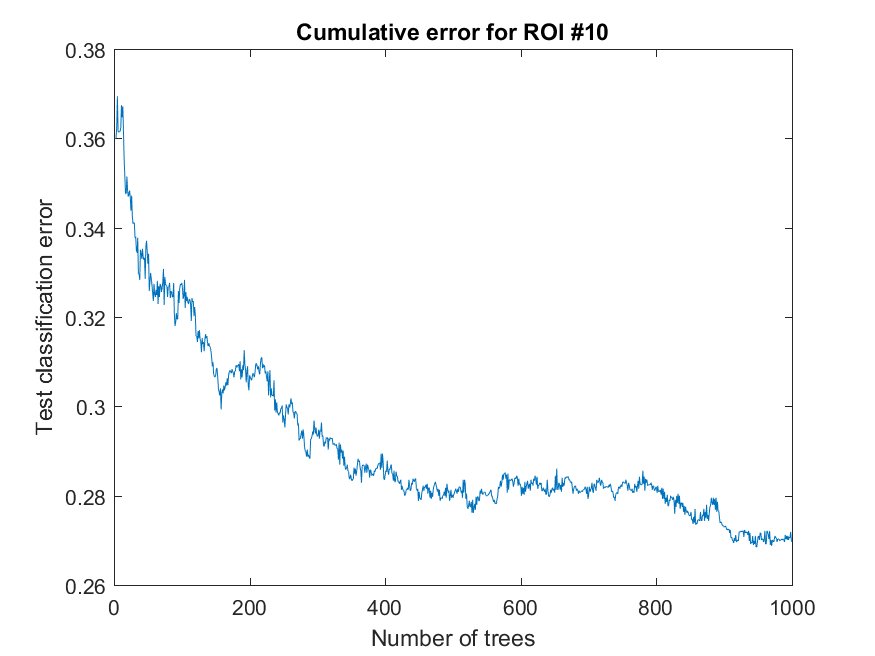 Cumulative error for ROI #10
0.38
0.36
0.34
0.32
0.3
0.28
0.26
Test classification error
0 200 400 600 800 1000
Number of trees